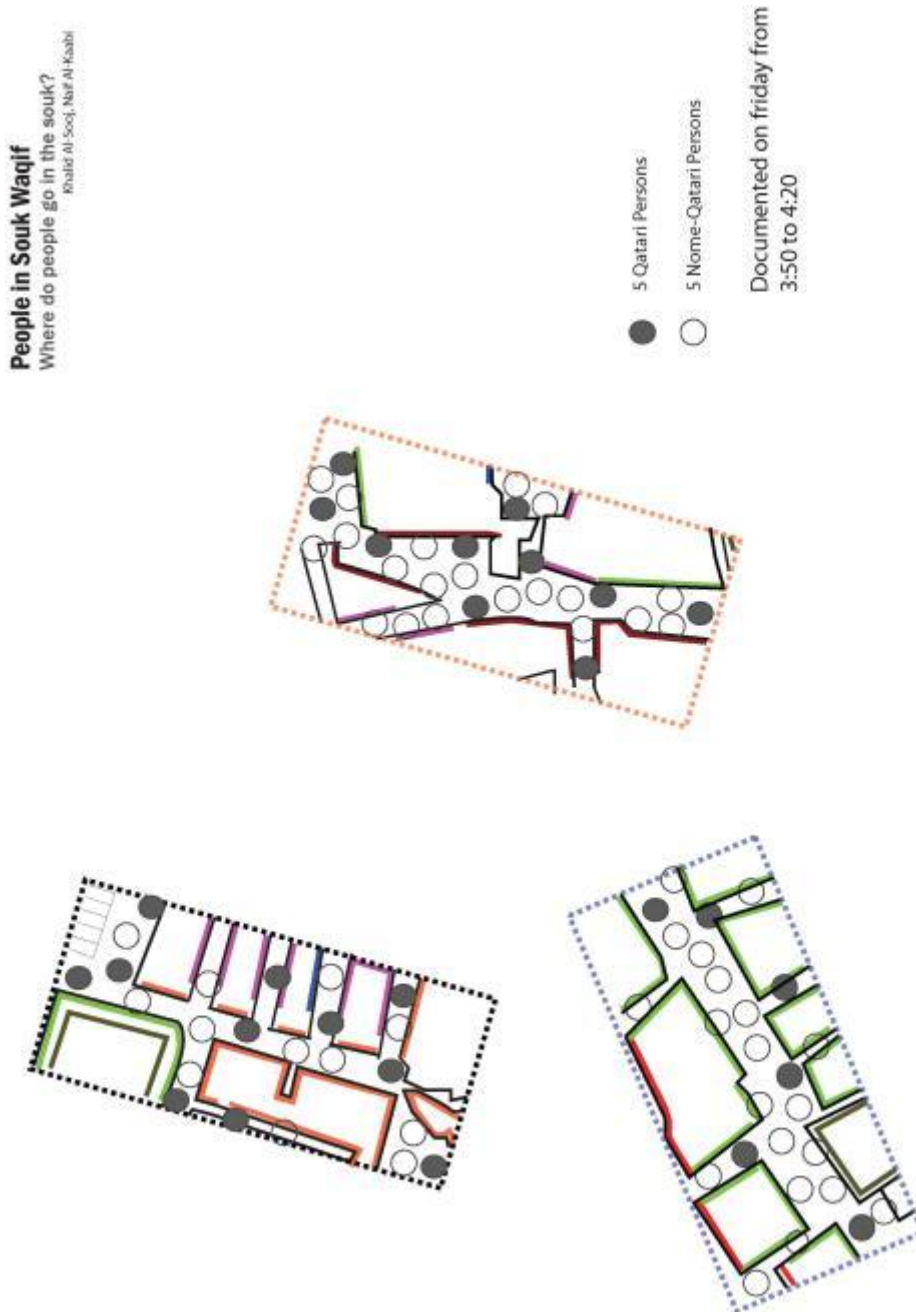 People in Souk Waqif
Where do people go in the souk?
Khalid Al-Sooj, Naif Al-Kaabi
5 Qatari Persons
5 Nome-Qatari Persons
Documented on friday from
3:50 to 4:20